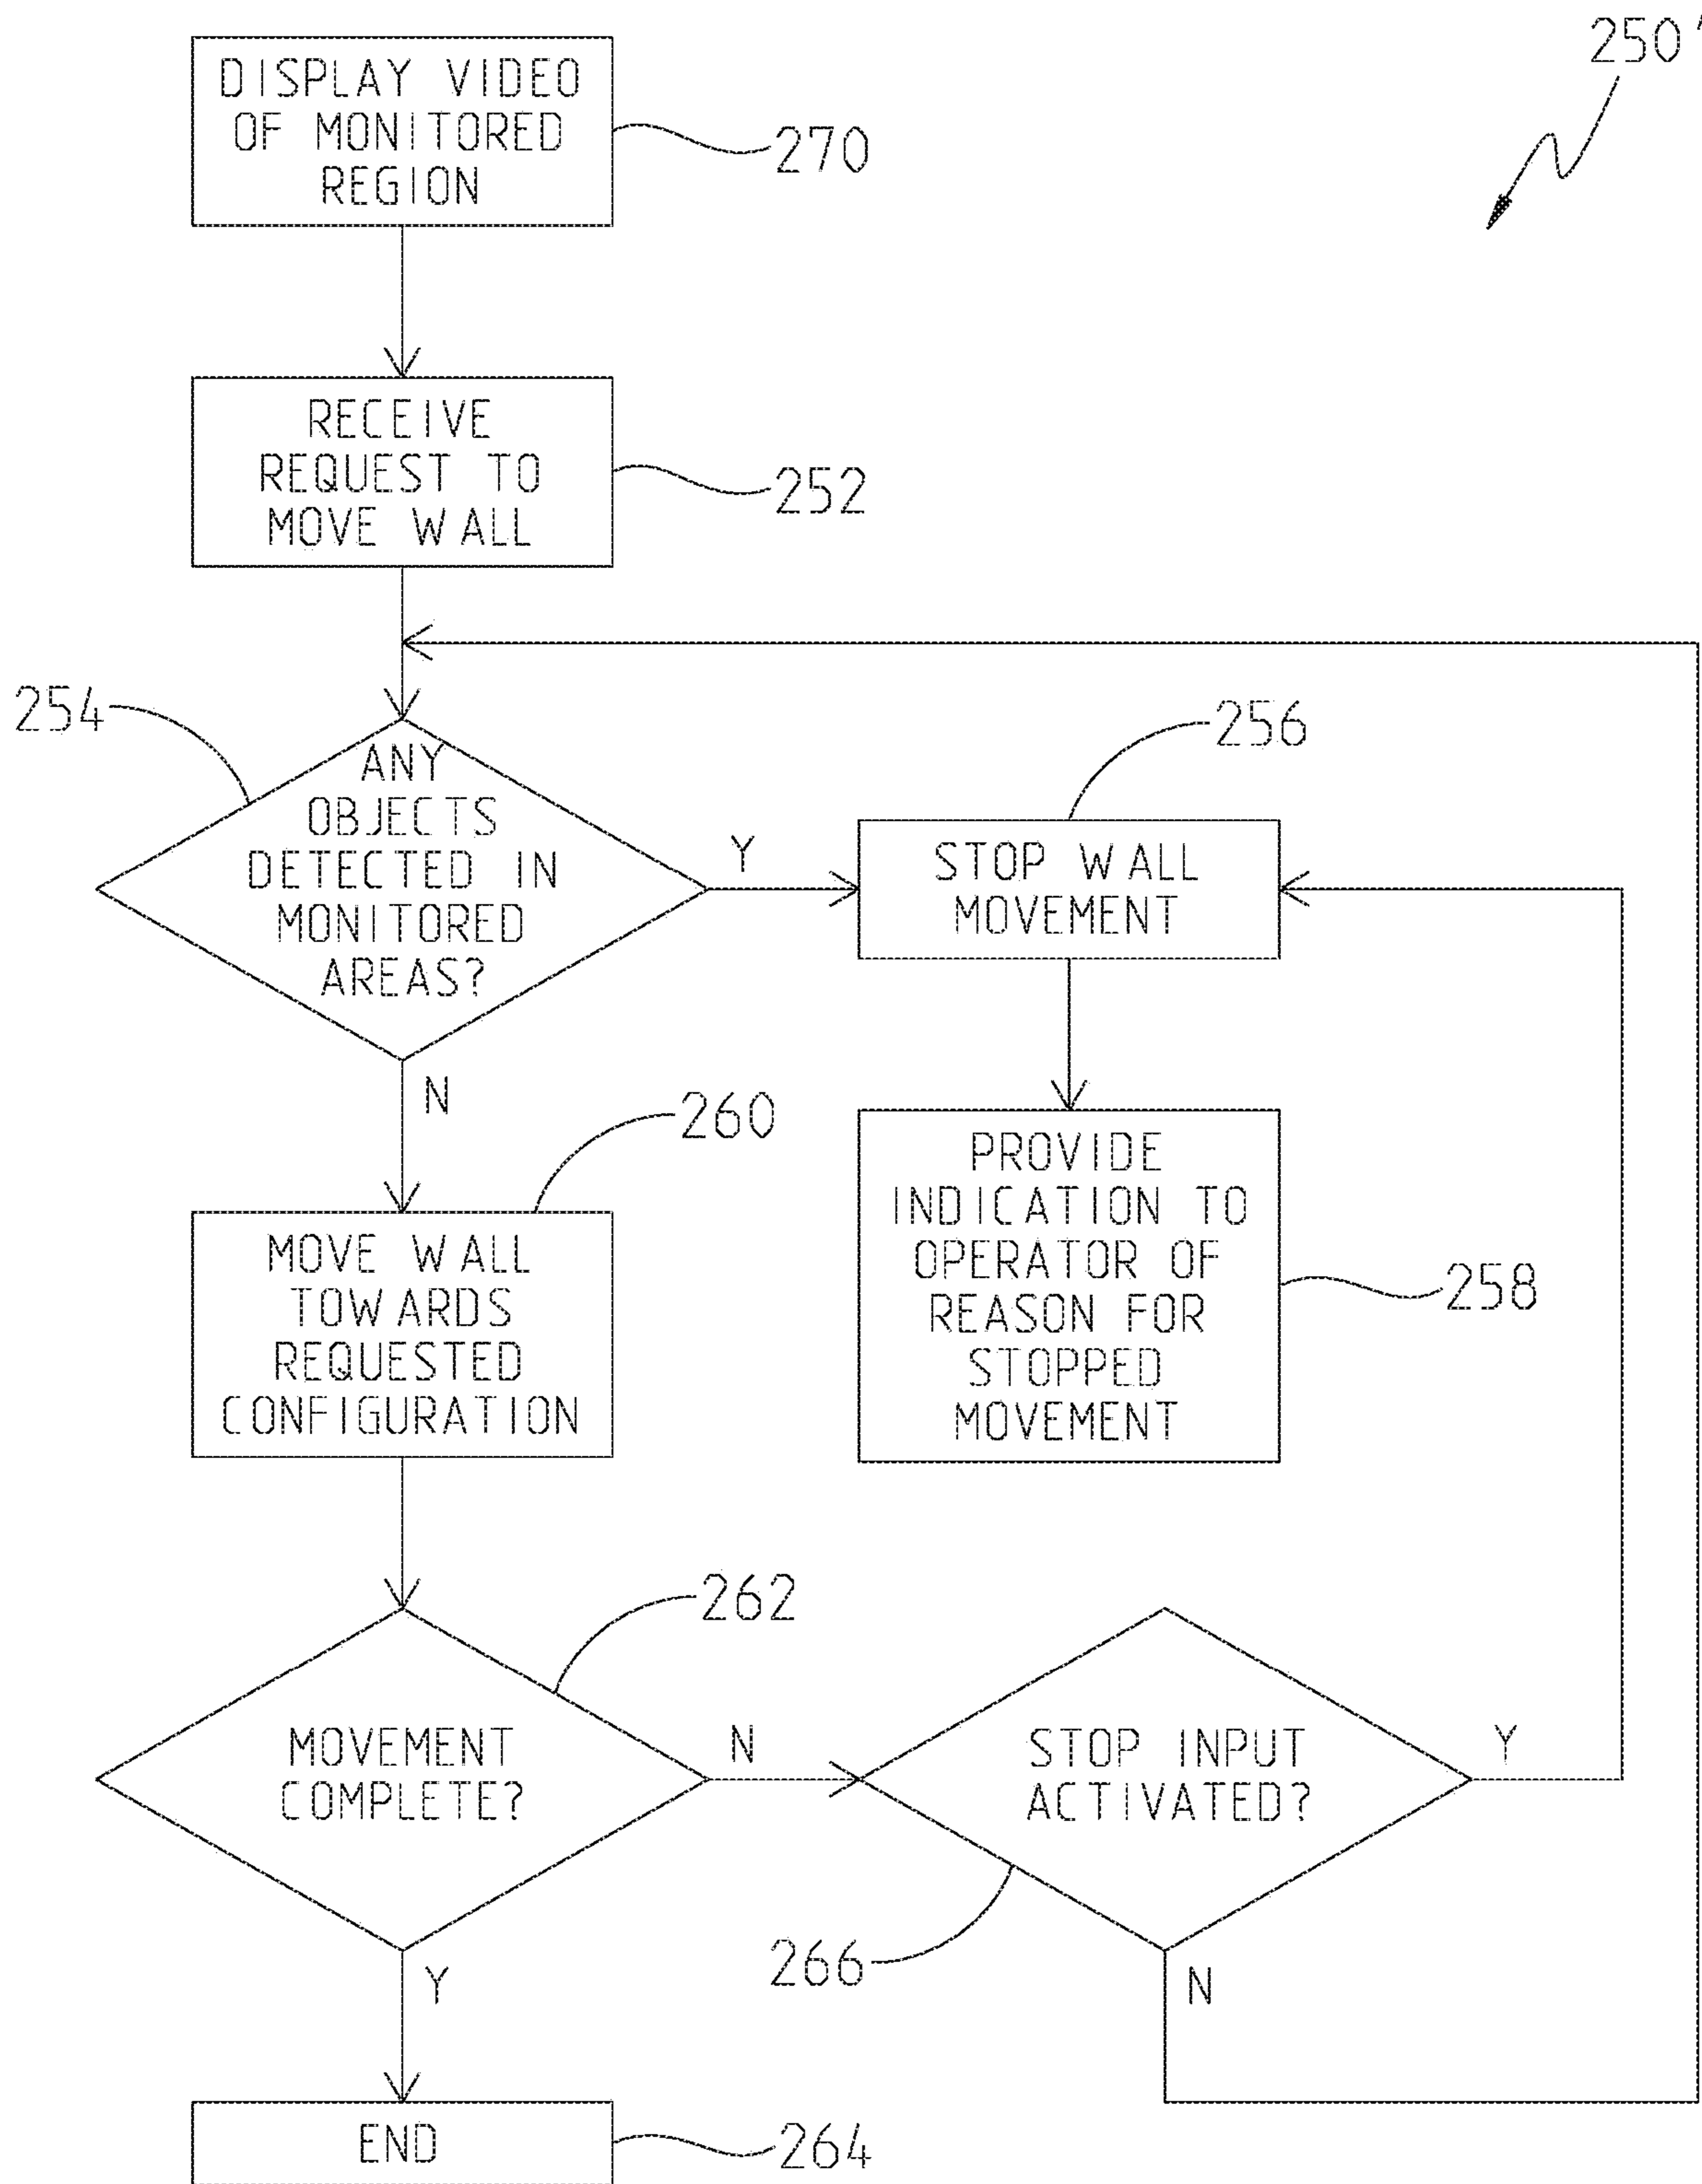 250'
DISPLAY VIDEO
OF MONITORED
REGION
270
RECEIVE
REQUEST TO
MOVE WALL
252
254
ANY
OBJECTS
DETECTED IN
MONITORED
AREAS?
Y
N
256
STOP WALL
MOVEMENT
260
MOVE WALL
TOWARDS
REQUESTED
CONFIGURATION
PROVIDE
INDICATION TO
OPERATOR OF
REASON FOR
STOPPED
MOVEMENT
258
262
MOVEMENT
COMPLETE?
N
Y
STOP INPUT
ACTIVATED?
Y
266
N
END
264